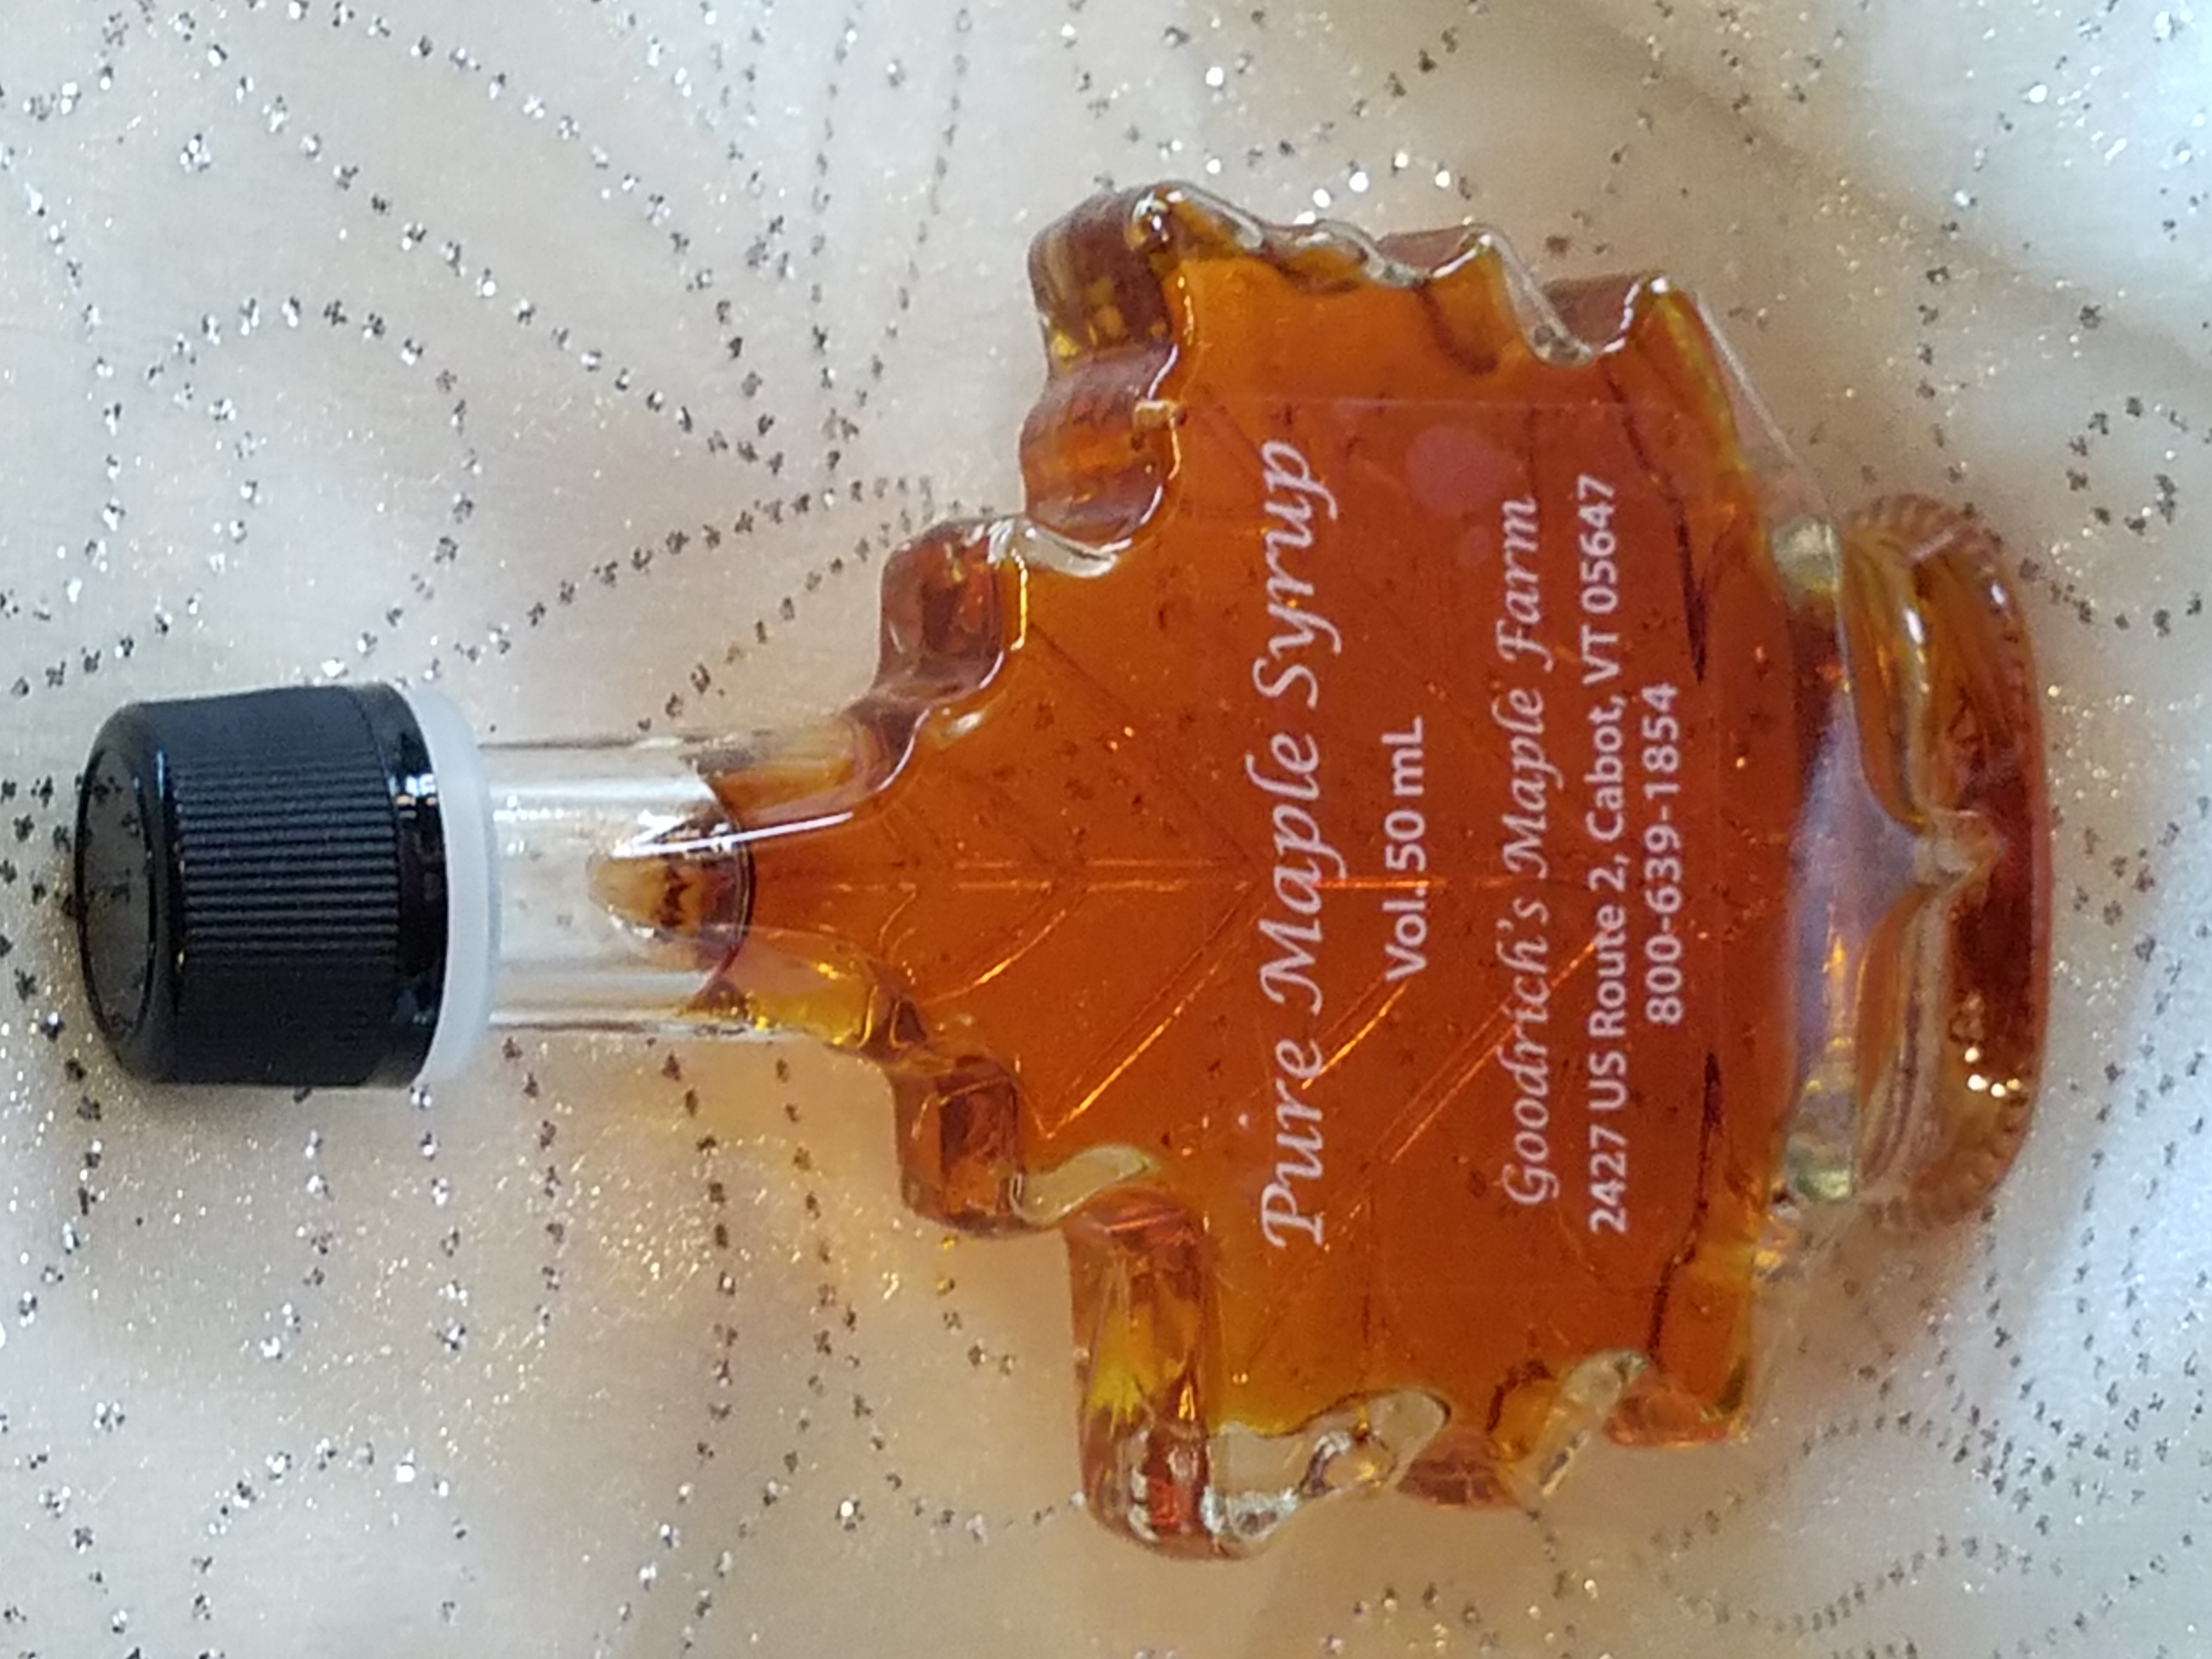 Pure Maple Syrup
Vol. 50 mL
Goodrich's Maple Farm
2427 US Route 2, Cabot, VT 05647
800-639-1854